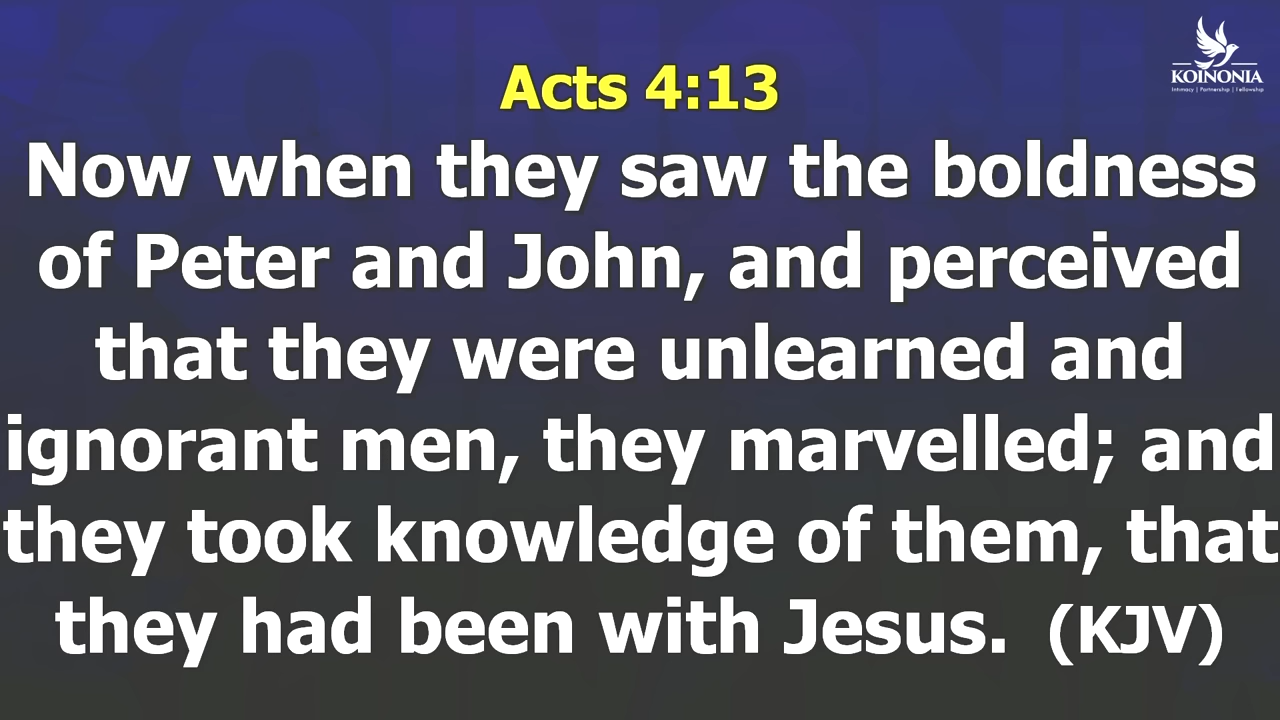 KOINONIA
Intimacy | Partnership | Fellowship
Acts 4:13
Now when they saw the boldness
of Peter and John, and perceived
that they were unlearned and
ignorant men, they marvelled; and
they took knowledge of them, that
they had been with Jesus. (KJV)